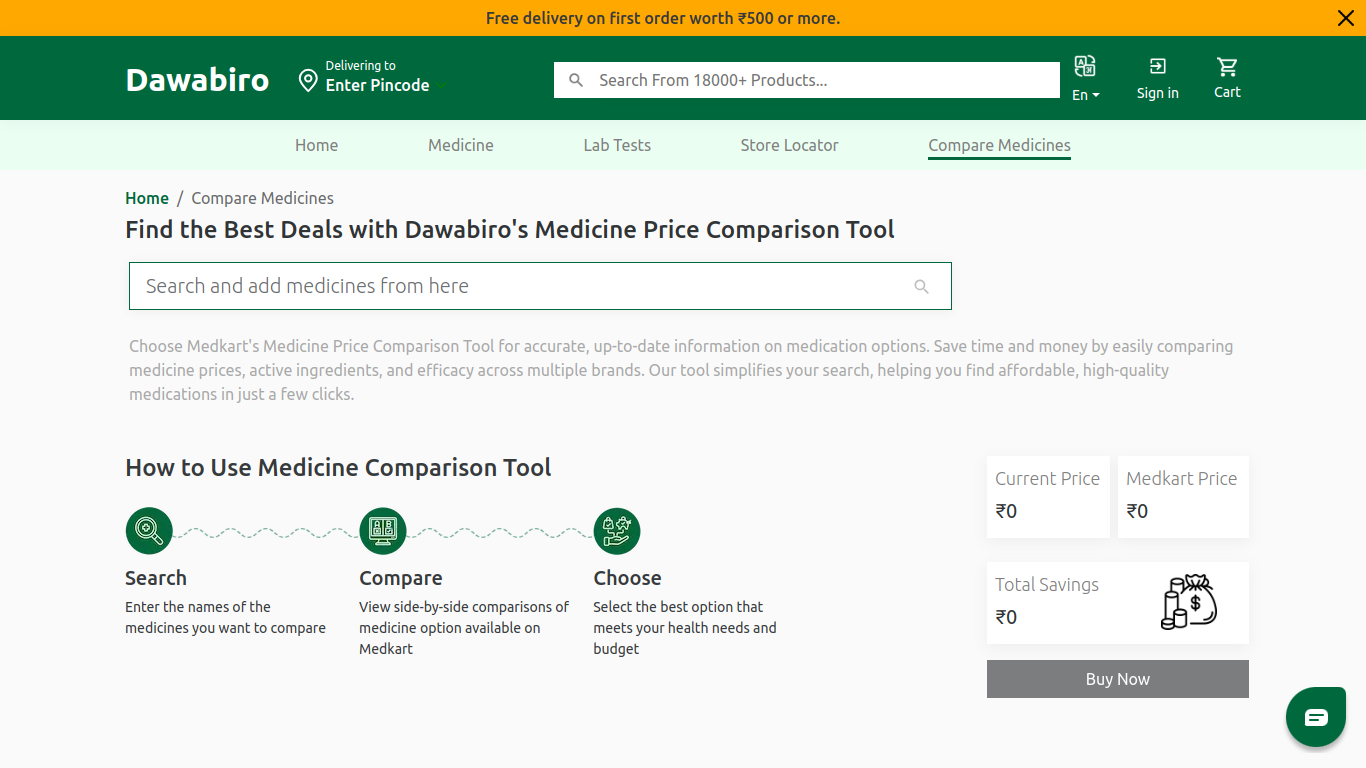 Free delivery on first order worth ₹500 or more.
Dawabiro
Delivering to
Enter Pincode
Search From 18000+ Products...
En
Sign in
Cart
Home
Medicine
Lab Tests
Store Locator
Compare Medicines
Home / Compare Medicines
Find the Best Deals with Dawabiro's Medicine Price Comparison Tool
Search and add medicines from here
Choose Medkart's Medicine Price Comparison Tool for accurate, up-to-date information on medication options. Save time and money by easily comparing
medicine prices, active ingredients, and efficacy across multiple brands. Our tool simplifies your search, helping you find affordable, high-quality
medications in just a few clicks.
How to Use Medicine Comparison Tool
Search
Enter the names of the
medicines you want to compare
Compare
View side-by-side comparisons of
medicine option available on
Medkart
Choose
Select the best option that
meets your health needs and
budget
Current Price
₹0
Medkart Price
₹0
Total Savings
₹0
Buy Now